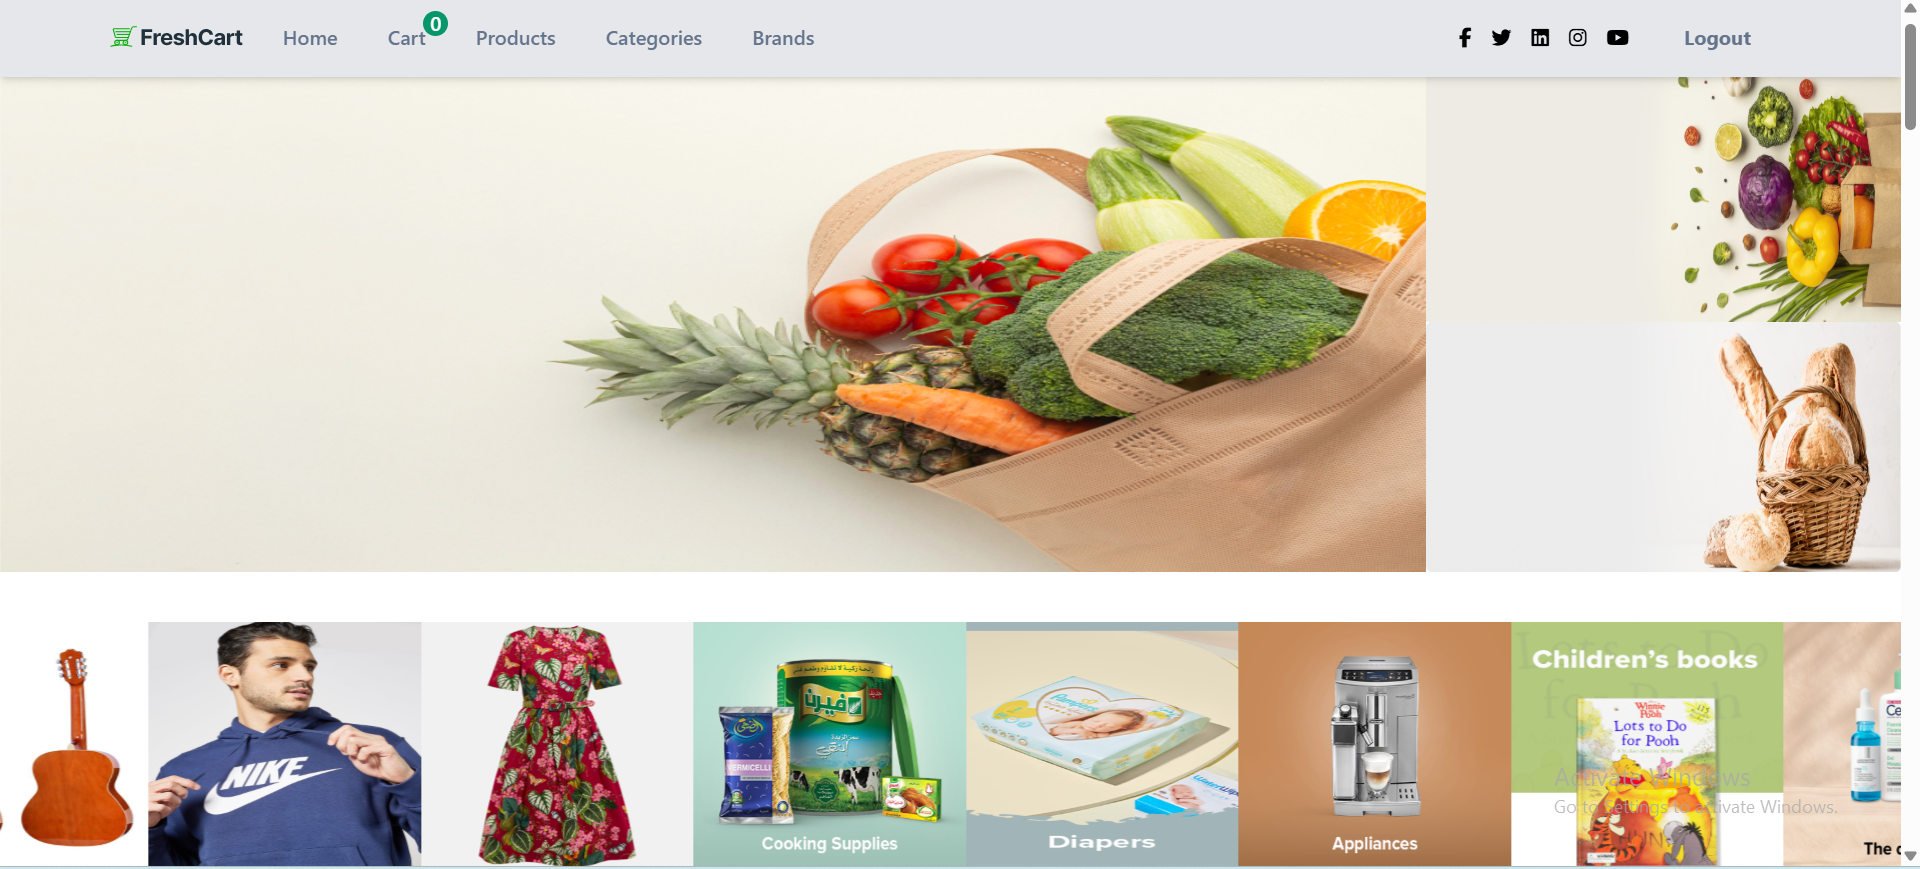 FreshCart
Home
Cart
0
Products
Categories
Brands
Logout
NIKE
VERMICELLI
فيرن
Cooking Supplies
Pampers
WaterWipes
Diapers
Appliances
Children's books
Winnie
the
Pooh
Lots to Do
for Pooh
Activate Windows
Go to Settings to activate Windows.
The c